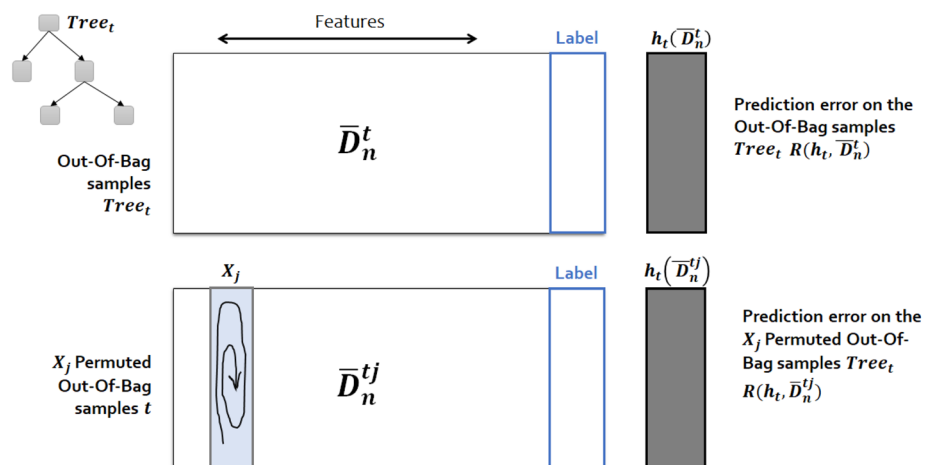 Tree_t
Features
Label
h_t(D̅_n^t)
D̅_n^t
Prediction error on the
Out-Of-Bag samples
Tree_t R(h_t, D̅_n^t)
Out-Of-Bag
samples
Tree_t
X_j
Label
h_t(D̅_n^tj)
X_j Permuted
Out-Of-Bag
samples t
D̅_n^tj
Prediction error on the
X_j Permuted Out-Of-
Bag samples Tree_t
R(h_t, D̅_n^tj)